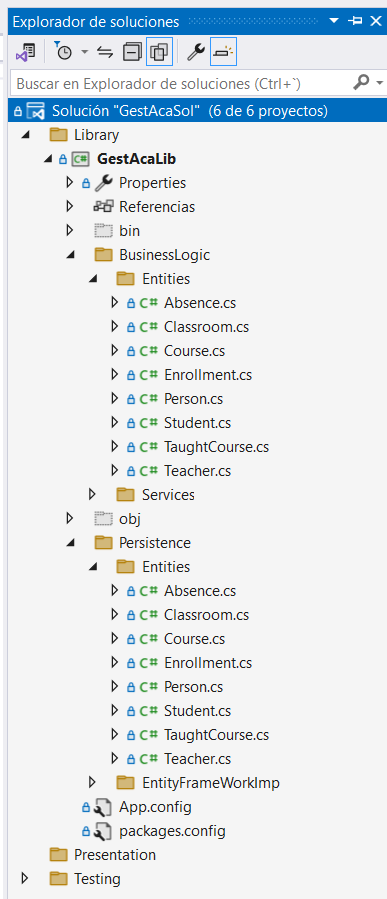 Explorador de soluciones
Buscar en Explorador de soluciones (Ctrl+`)
Solución "GestAcaSol" (6 de 6 proyectos)
Library
C# GestAcaLib
Properties
Referencias
bin
BusinessLogic
Entities
C# Absence.cs
C# Classroom.cs
C# Course.cs
C# Enrollment.cs
C# Person.cs
C# Student.cs
C# TaughtCourse.cs
C# Teacher.cs
Services
obj
Persistence
Entities
C# Absence.cs
C# Classroom.cs
C# Course.cs
C# Enrollment.cs
C# Person.cs
C# Student.cs
C# TaughtCourse.cs
C# Teacher.cs
EntityFrameWorkImp
App.config
packages.config
Presentation
Testing